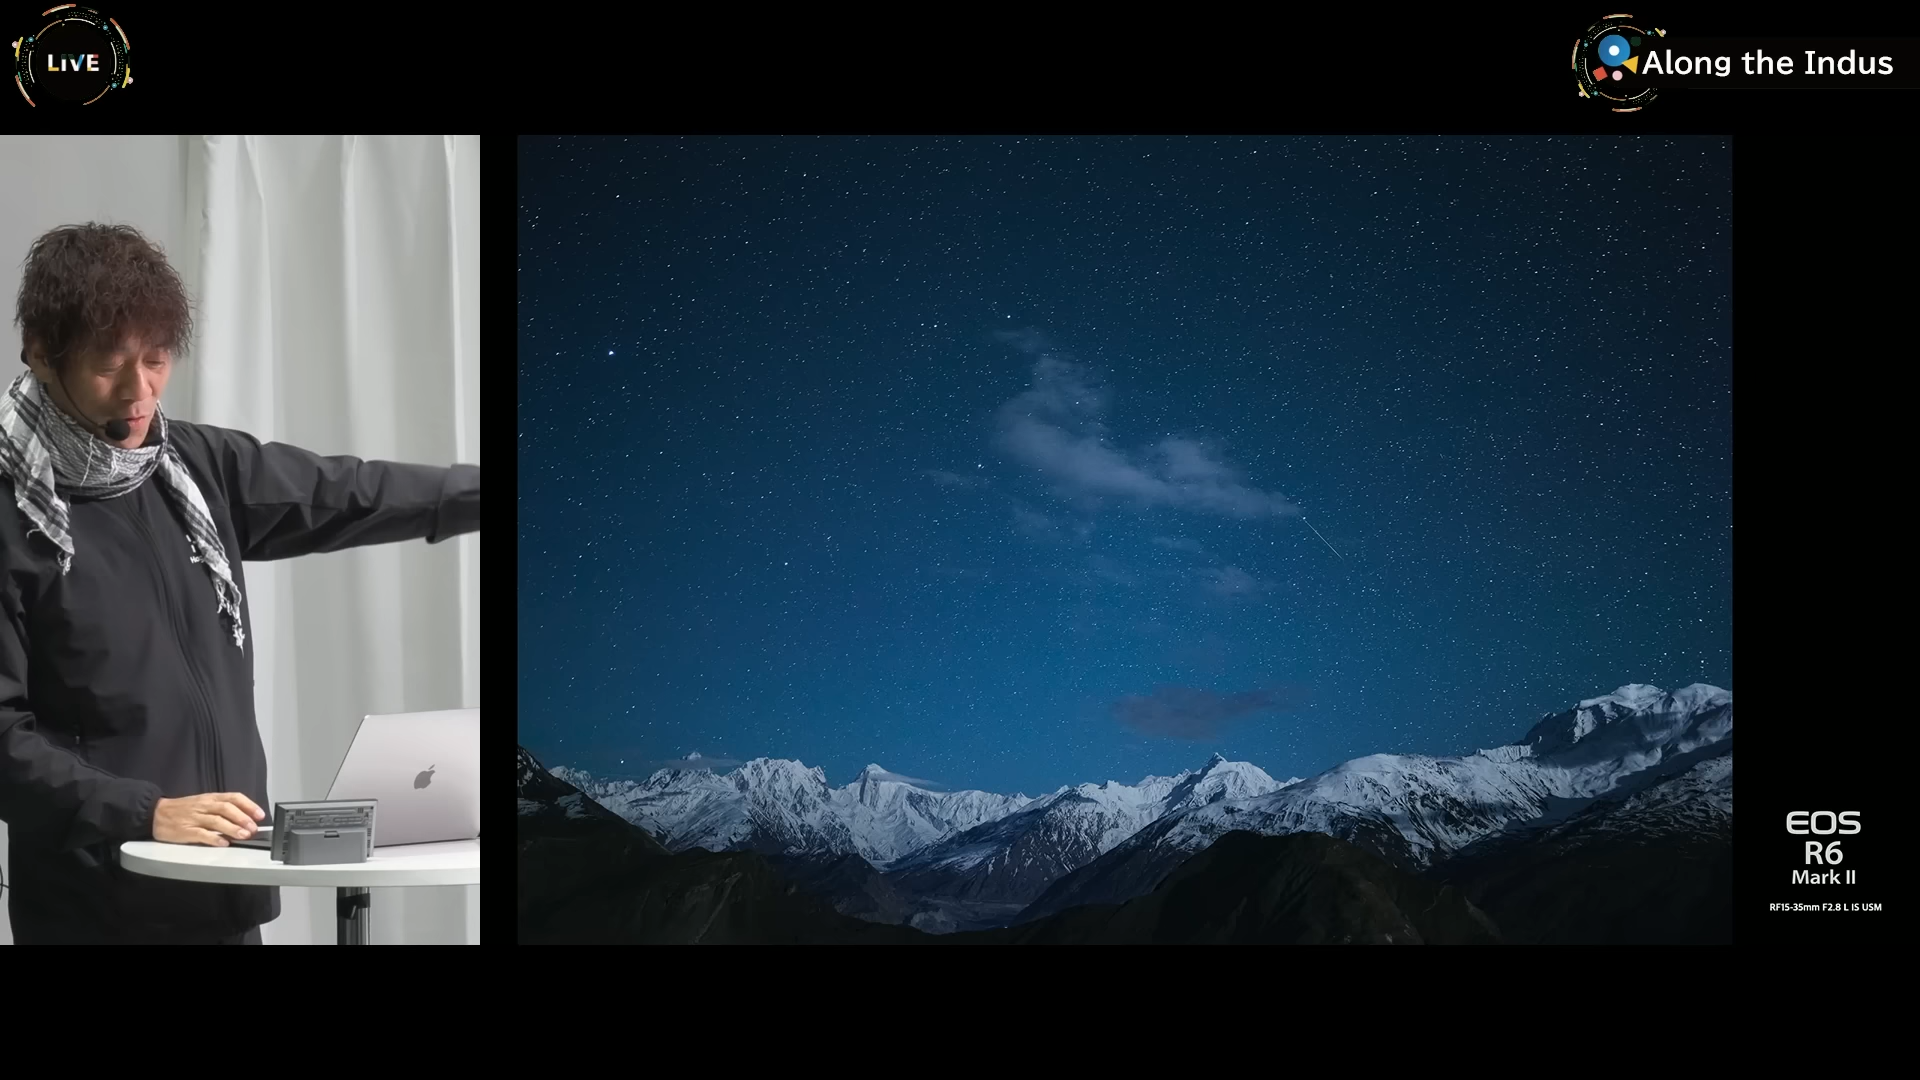 LiVE
Along the Indus
EOS
R6
Mark II
RF15-35mm F2.8 L IS USM